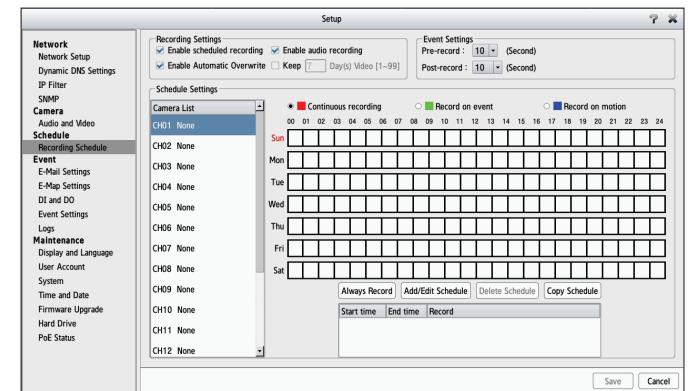 Setup
Network
Network Setup
Dynamic DNS Settings
IP Filter
SNMP
Camera
Audio and Video
Schedule
Recording Schedule
Event
E-Mail Settings
E-Map Settings
DI and DO
Event Settings
Logs
Maintenance
Display and Language
User Account
System
Time and Date
Firmware Upgrade
Hard Drive
PoE Status
Recording Settings
Enable scheduled recording Enable audio recording
Enable Automatic Overwrite Keep 7 Day(s) Video [1~99]
Event Settings
Pre-record : 10 (Second)
Post-record : 10 (Second)
Schedule Settings
Camera List
CH01 None
CH02 None
CH03 None
CH04 None
CH05 None
CH06 None
CH07 None
CH08 None
CH09 None
CH10 None
CH11 None
CH12 None
Continuous recording Record on event Record on motion
00 01 02 03 04 05 06 07 08 09 10 11 12 13 14 15 16 17 18 19 20 21 22 23 24
Sun
Mon
Tue
Wed
Thu
Fri
Sat
Always Record Add/Edit Schedule Delete Schedule Copy Schedule
Start time End time Record
Save Cancel